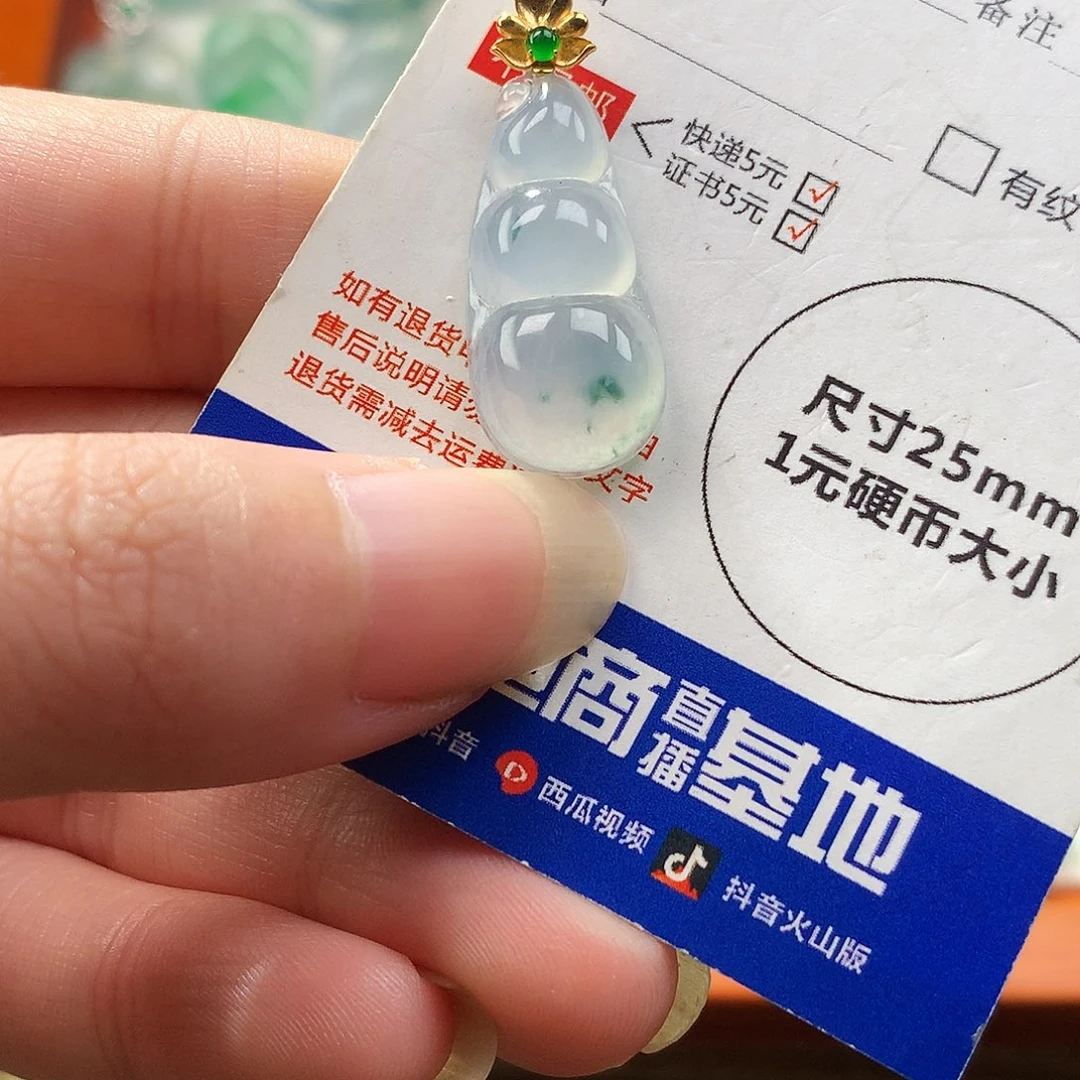 备注
快递5元
证书5元
有纹
如有退货
售后说明请
退货需减去运费
文字
尺寸25mm
1元硬币大小
商直播基地
抖音
西瓜视频
抖音火山版